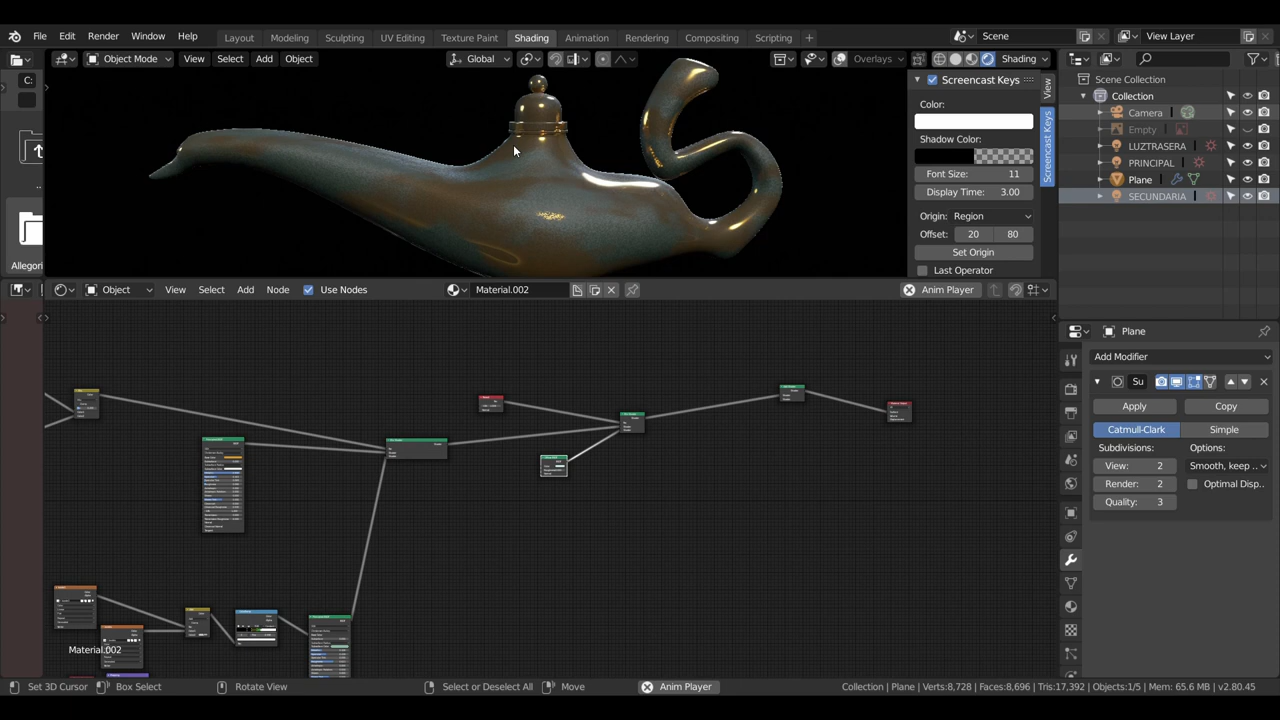 File Edit Render Window Help Layout Modeling Sculpting UV Editing Texture Paint Shading Animation Rendering Compositing Scripting + Scene View Layer
Object Mode View Select Add Object Global Overlays Shading
C:
..
Allegori
Screencast Keys
Color:
Shadow Color:
Font Size: 11
Display Time: 3.00
Origin: Region
Offset: 20 80
Set Origin
Last Operator
View
Screencast Keys
Scene Collection
Collection
Camera
Empty
LUZTRASERA
PRINCIPAL
Plane
SECUNDARIA
Object View Select Add Node Use Nodes Material.002 Anim Player
Material.002
Plane
Add Modifier
Su
Apply Copy
Catmull-Clark Simple
Subdivisions: Options:
View: 2 Smooth, keep ..
Render: 2 Optimal Disp..
Quality: 3
Set 3D Cursor Box Select Rotate View Select or Deselect All Move Anim Player Collection | Plane | Verts:8,728 | Faces:8,696 | Tris:17,392 | Objects:1/5 | Mem: 65.6 MB | v2.80.45